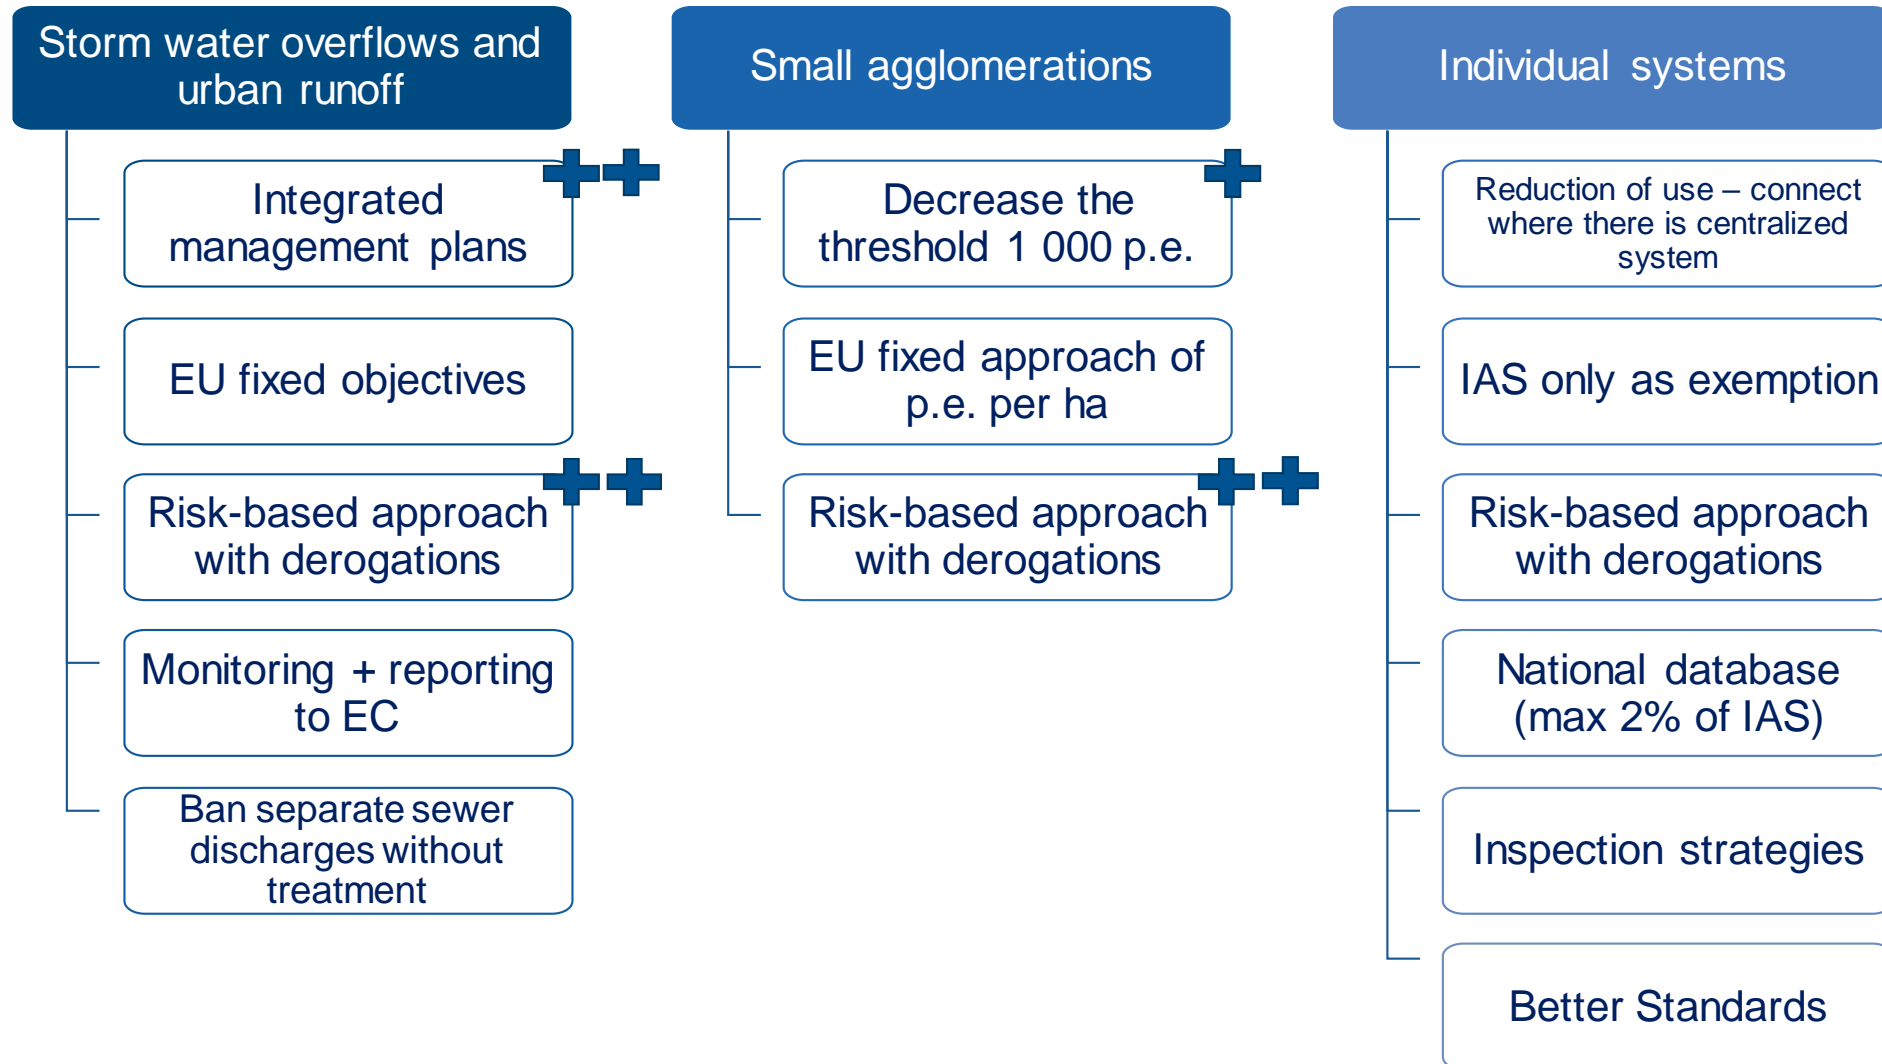 Storm water overflows and
urban runoff
Integrated
management plans
EU fixed objectives
Risk-based approach
with derogations
Monitoring + reporting
to EC
Ban separate sewer
discharges without
treatment
Small agglomerations
Decrease the
threshold 1 000 p.e.
EU fixed approach of
p.e. per ha
Risk-based approach
with derogations
Individual systems
Reduction of use – connect
where there is centralized
system
IAS only as exemption
Risk-based approach
with derogations
National database
(max 2% of IAS)
Inspection strategies
Better Standards